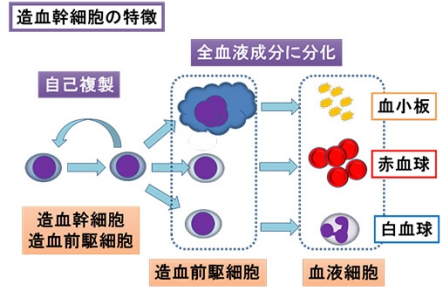 造血幹細胞の特徴
全血液成分に分化
自己複製
血小板
赤血球
白血球
造血幹細胞
造血前駆細胞
造血前駆細胞
血液細胞